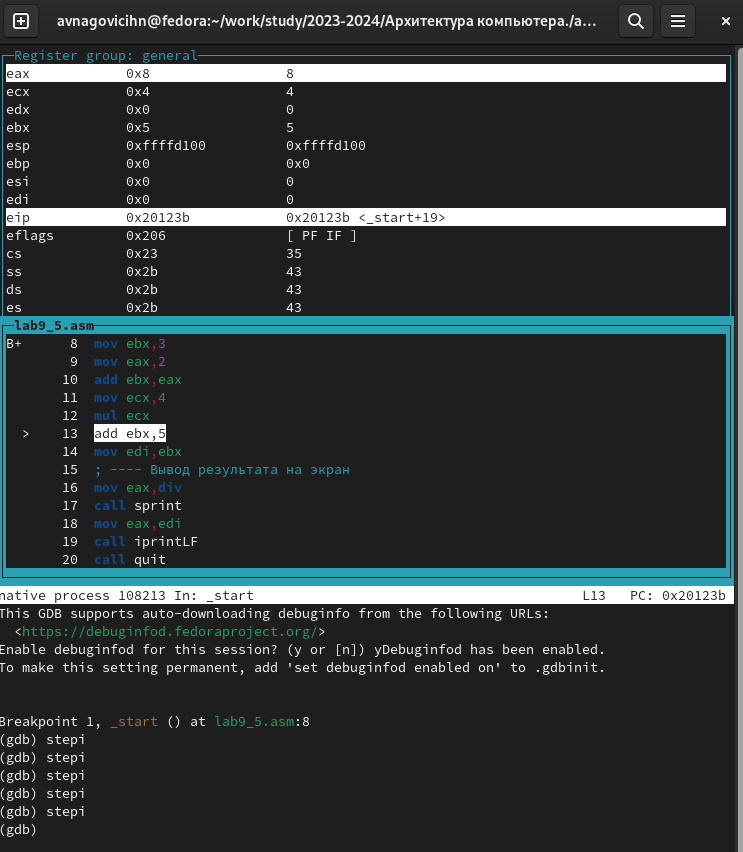 avnagovicihn@fedora:~/work/study/2023-2024/Архитектура компьютера./a...
Register group: general
eax 0x8 8
ecx 0x4 4
edx 0x0 0
ebx 0x5 5
esp 0xffffd100 0xffffd100
ebp 0x0 0x0
esi 0x0 0
edi 0x0 0
eip 0x20123b 0x20123b <_start+19>
eflags 0x206 [ PF IF ]
cs 0x23 35
ss 0x2b 43
ds 0x2b 43
es 0x2b 43
lab9_5.asm
B+ 8 mov ebx,3
9 mov eax,2
10 add ebx,eax
11 mov ecx,4
12 mul ecx
> 13 add ebx,5
14 mov edi,ebx
15 ; ---- Вывод результата на экран
16 mov eax,div
17 call sprint
18 mov eax,edi
19 call iprintLF
20 call quit
native process 108213 In: _start L13 PC: 0x20123b
This GDB supports auto-downloading debuginfo from the following URLs:
<https://debuginfod.fedoraproject.org/>
Enable debuginfod for this session? (y or [n]) yDebuginfod has been enabled.
To make this setting permanent, add 'set debuginfod enabled on' to .gdbinit.
Breakpoint 1, _start () at lab9_5.asm:8
(gdb) stepi
(gdb) stepi
(gdb) stepi
(gdb) stepi
(gdb) stepi
(gdb)